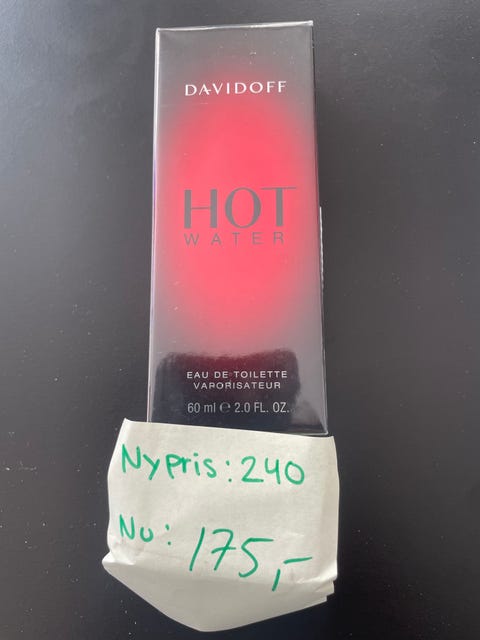 DAVIDOFF
HOT
WATER
EAU DE TOILETTE
VAPORISATEUR
60 ml ℮ 2.0 FL. OZ.
Nypris: 240
Nu: 175,-